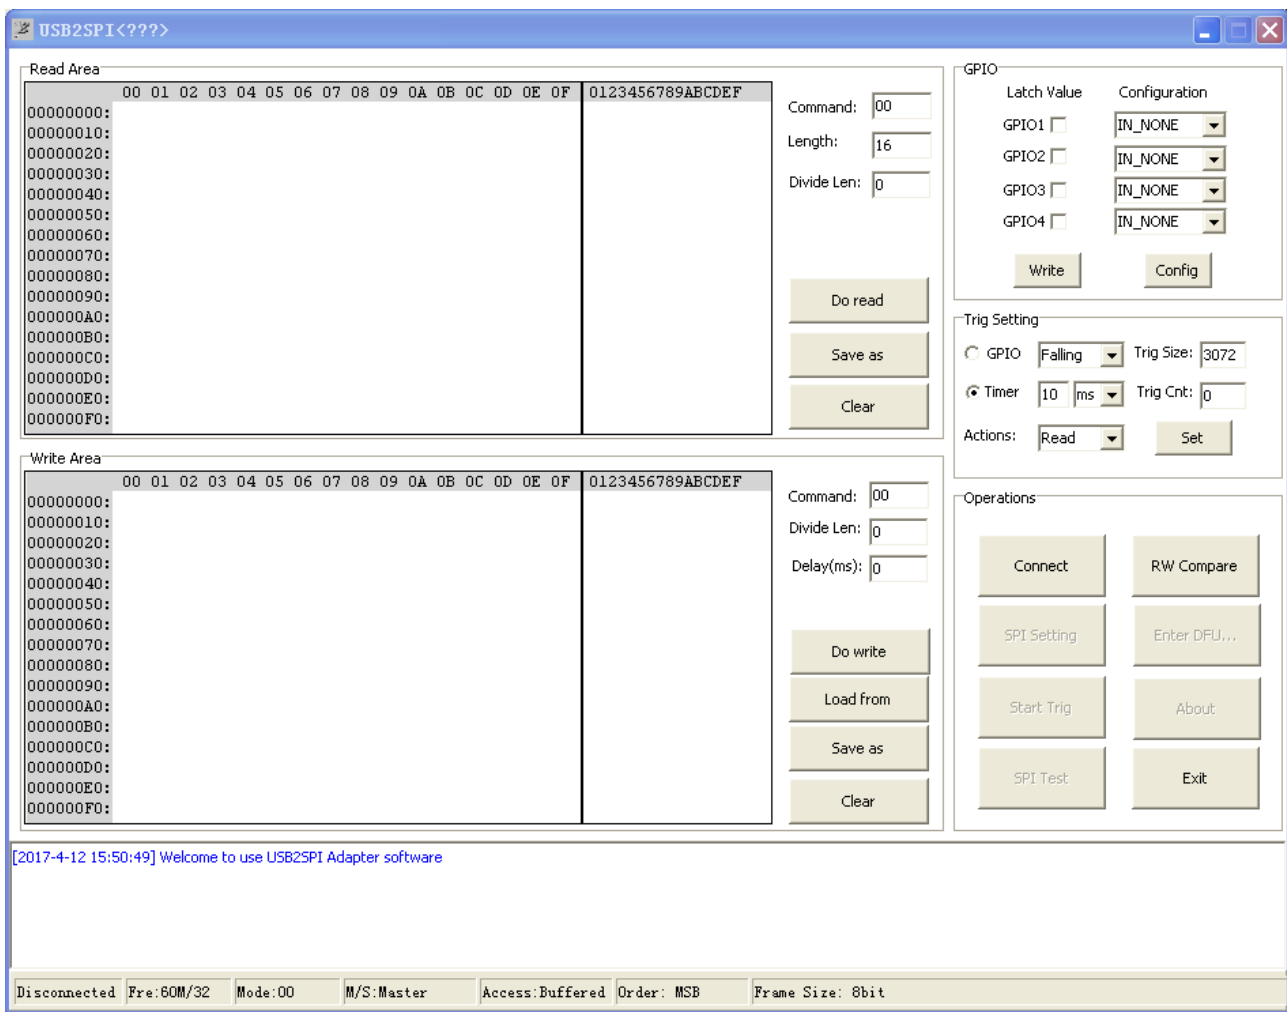 USB2SPI<???>
Read Area
00 01 02 03 04 05 06 07 08 09 0A 0B 0C 0D 0E 0F 0123456789ABCDEF
00000000:
00000010:
00000020:
00000030:
00000040:
00000050:
00000060:
00000070:
00000080:
00000090:
000000A0:
000000B0:
000000C0:
000000D0:
000000E0:
000000F0:
Command: 00
Length: 16
Divide Len: 0
Do read
Save as
Clear
Write Area
00 01 02 03 04 05 06 07 08 09 0A 0B 0C 0D 0E 0F 0123456789ABCDEF
00000000:
00000010:
00000020:
00000030:
00000040:
00000050:
00000060:
00000070:
00000080:
00000090:
000000A0:
000000B0:
000000C0:
000000D0:
000000E0:
000000F0:
Command: 00
Divide Len: 0
Delay(ms): 0
Do write
Load from
Save as
Clear
GPIO
Latch Value Configuration
GPIO1 IN_NONE
GPIO2 IN_NONE
GPIO3 IN_NONE
GPIO4 IN_NONE
Write Config
Trig Setting
GPIO Falling Trig Size: 3072
Timer 10 ms Trig Cnt: 0
Actions: Read Set
Operations
Connect RW Compare
SPI Setting Enter DFU...
Start Trig About
SPI Test Exit
[2017-4-12 15:50:49] Welcome to use USB2SPI Adapter software
Disconnected Fre:60M/32 Mode:00 M/S:Master Access:Buffered Order: MSB Frame Size: 8bit